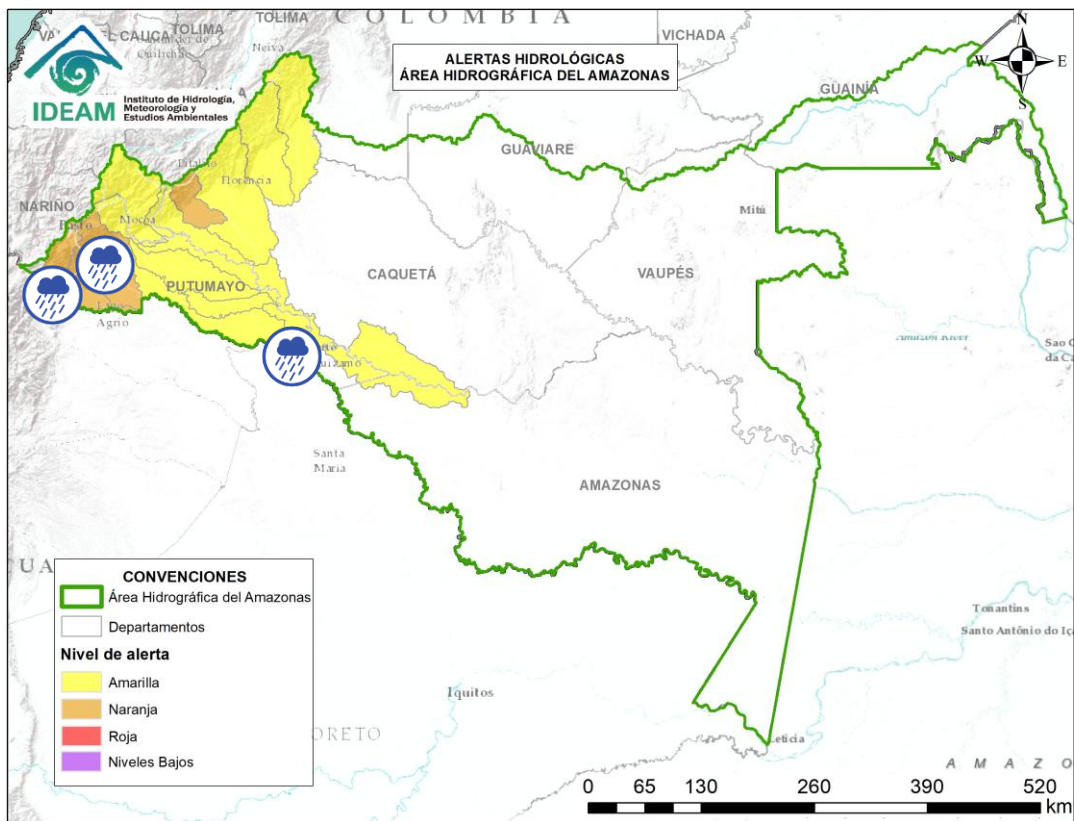 COLOMBIA
TOLIMA
TOLIMA
VICHADA
Neiva
IDEAM
Instituto de Hidrología,
Meteorología y
Estudios Ambientales
ALERTAS HIDROLÓGICAS
ÁREA HIDROGRÁFICA DEL AMAZONAS
N
W
E
S
GUAINÍA
GUAVIARE
Florencia
NARIÑO
Mocoa
Mitú
CAQUETÁ
VAUPÉS
PUTUMAYO
Agrio
Amazon River
Santa
María
AMAZONAS
CONVENCIONES
Área Hidrográfica del Amazonas
Departamentos
Nivel de alerta
Amarilla
Naranja
Roja
Niveles Bajos
Tonantins
Santo Antônio do Iça
Iquitos
Leticia
0 65 130 260 390 520
km